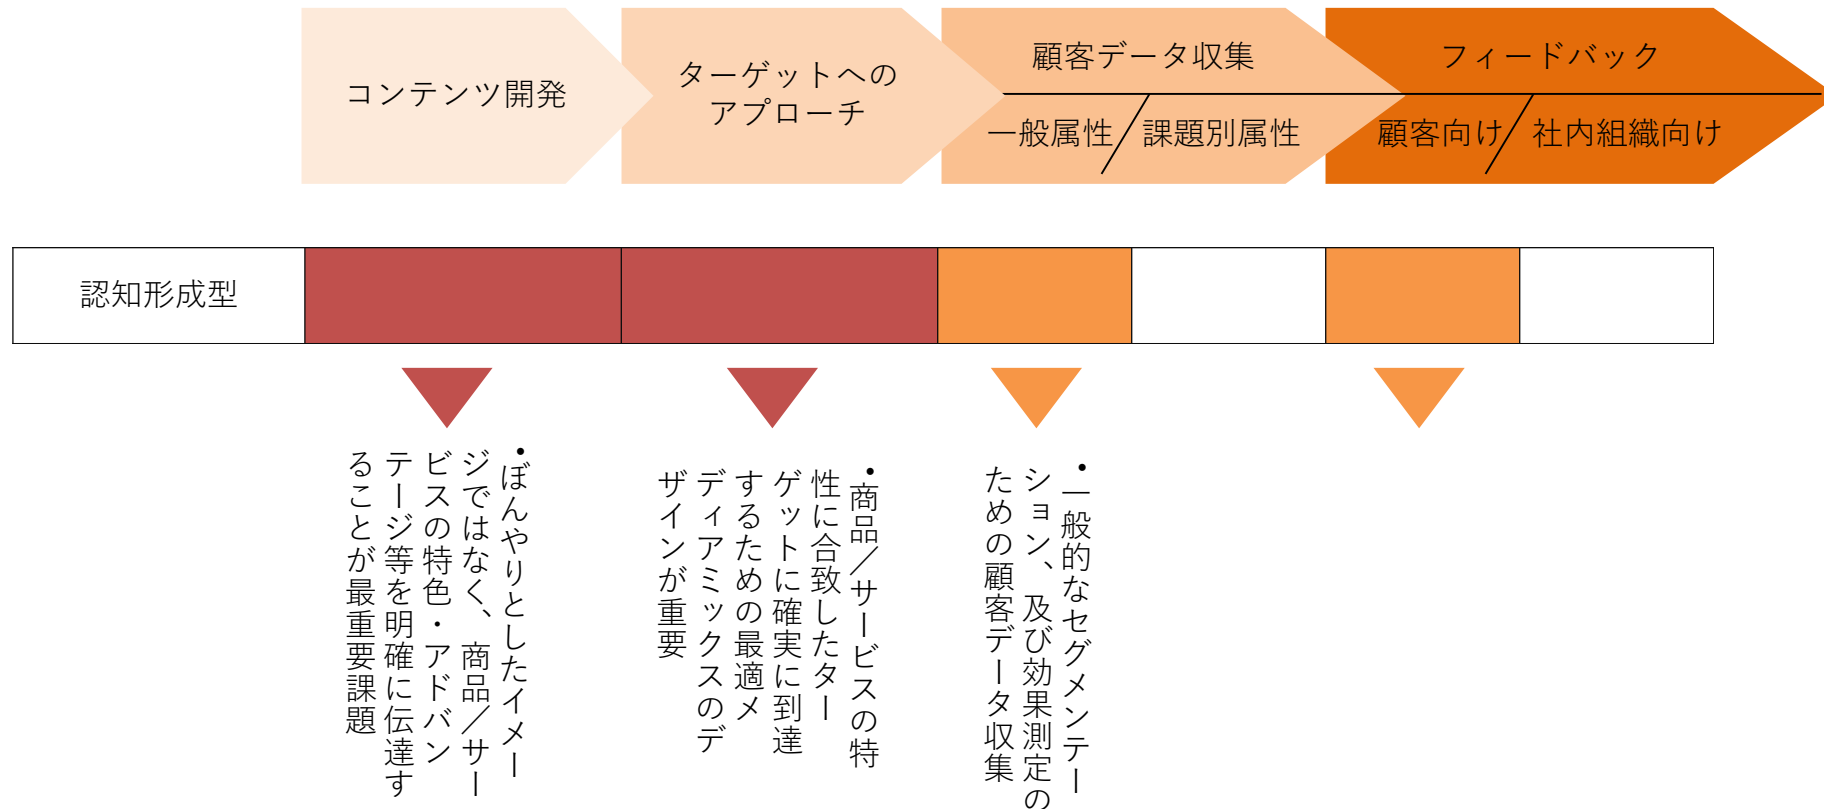 コンテンツ開発
ターゲットへの
アプローチ
顧客データ収集
一般属性
課題別属性
フィードバック
顧客向け
社内組織向け
認知形成型
・ぼんやりとしたイメー
ジではなく、商品／サー
ビスの特色・アドバン
テージ等を明確に伝達す
ることが最重要課題
・商品／サービスの特
性に合致したター
ゲットに確実に到達
するための最適メ
ディアミックスのデ
ザインが重要
・一般的なセグメンテー
ション、及び効果測定の
ための顧客データ収集